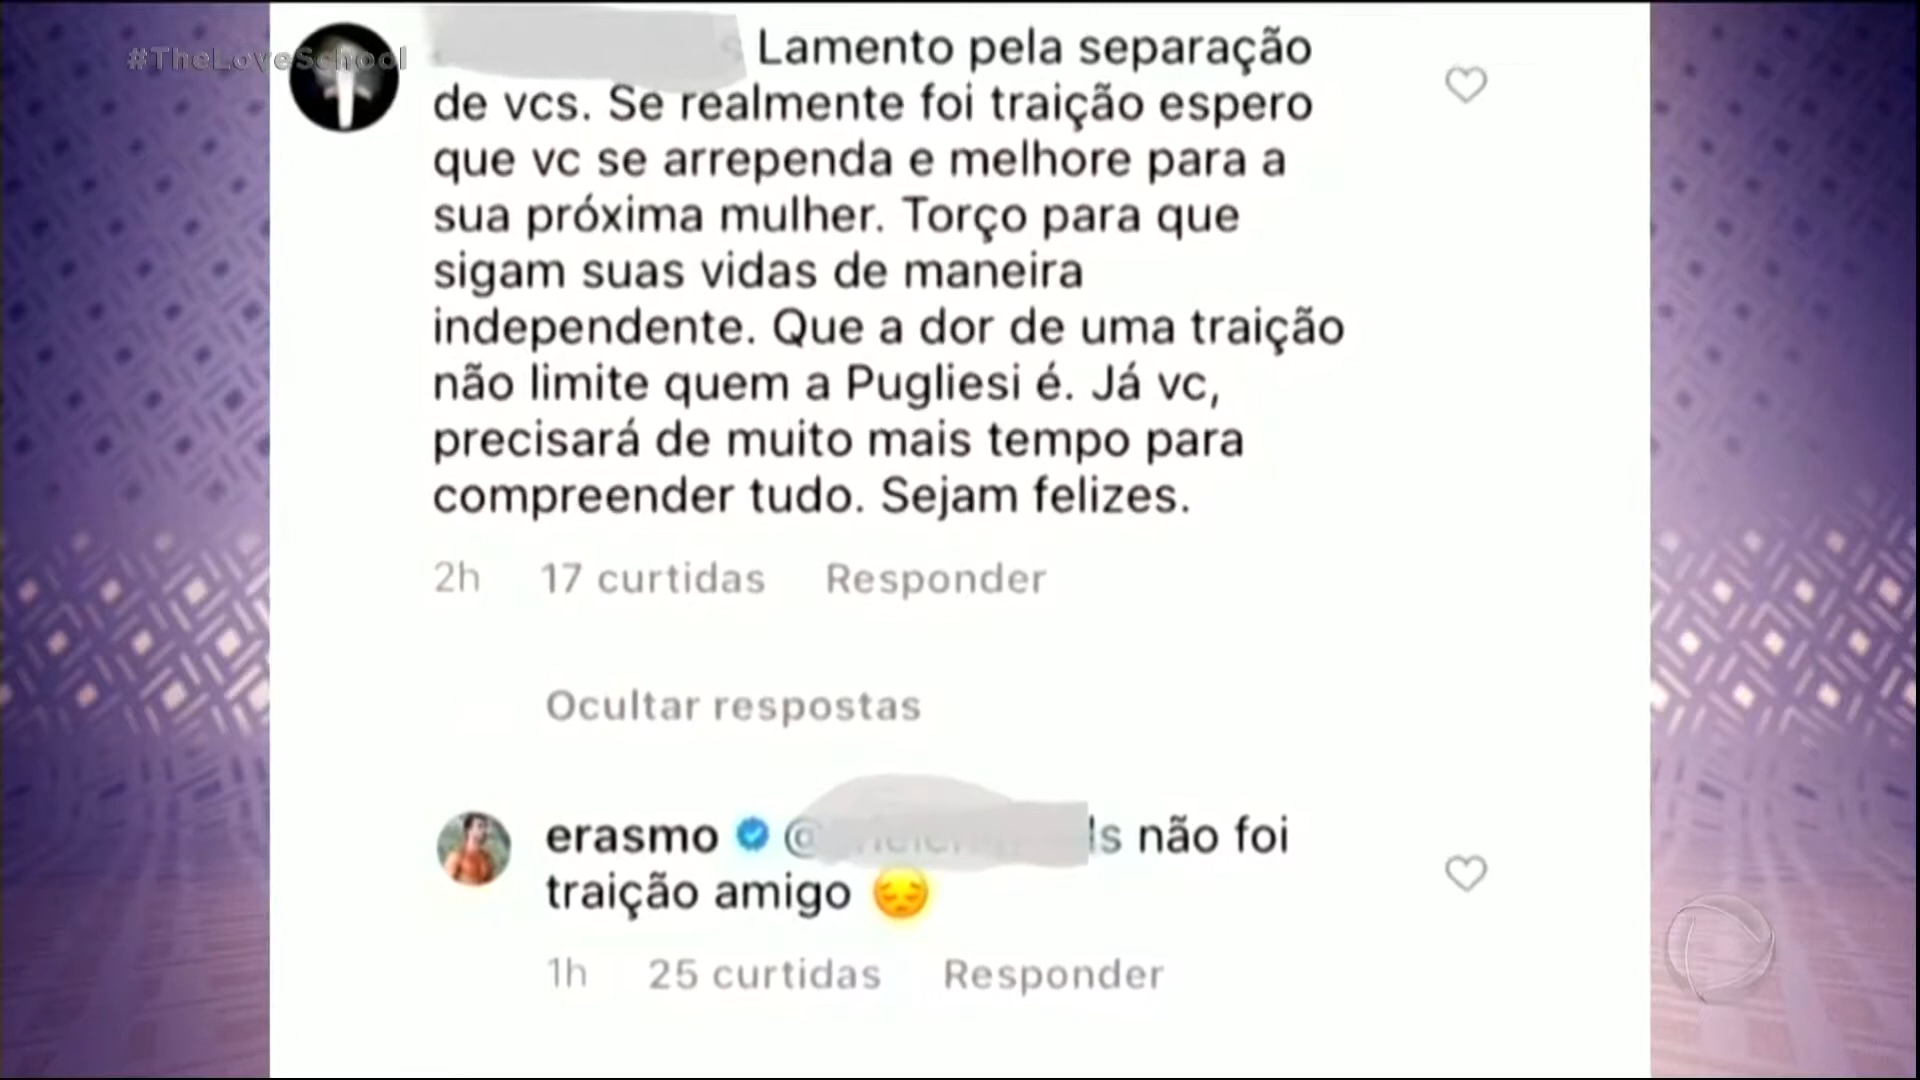 #TheLoveSchool
Lamento pela separação
de vcs. Se realmente foi traição espero
que vc se arrependa e melhore para a
sua próxima mulher. Torço para que
sigam suas vidas de maneira
independente. Que a dor de uma traição
não limite quem a Pugliesi é. Já vc,
precisará de muito mais tempo para
compreender tudo. Sejam felizes.
2h 17 curtidas Responder
Ocultar respostas
erasmo não foi
traição amigo 😔
1h 25 curtidas Responder